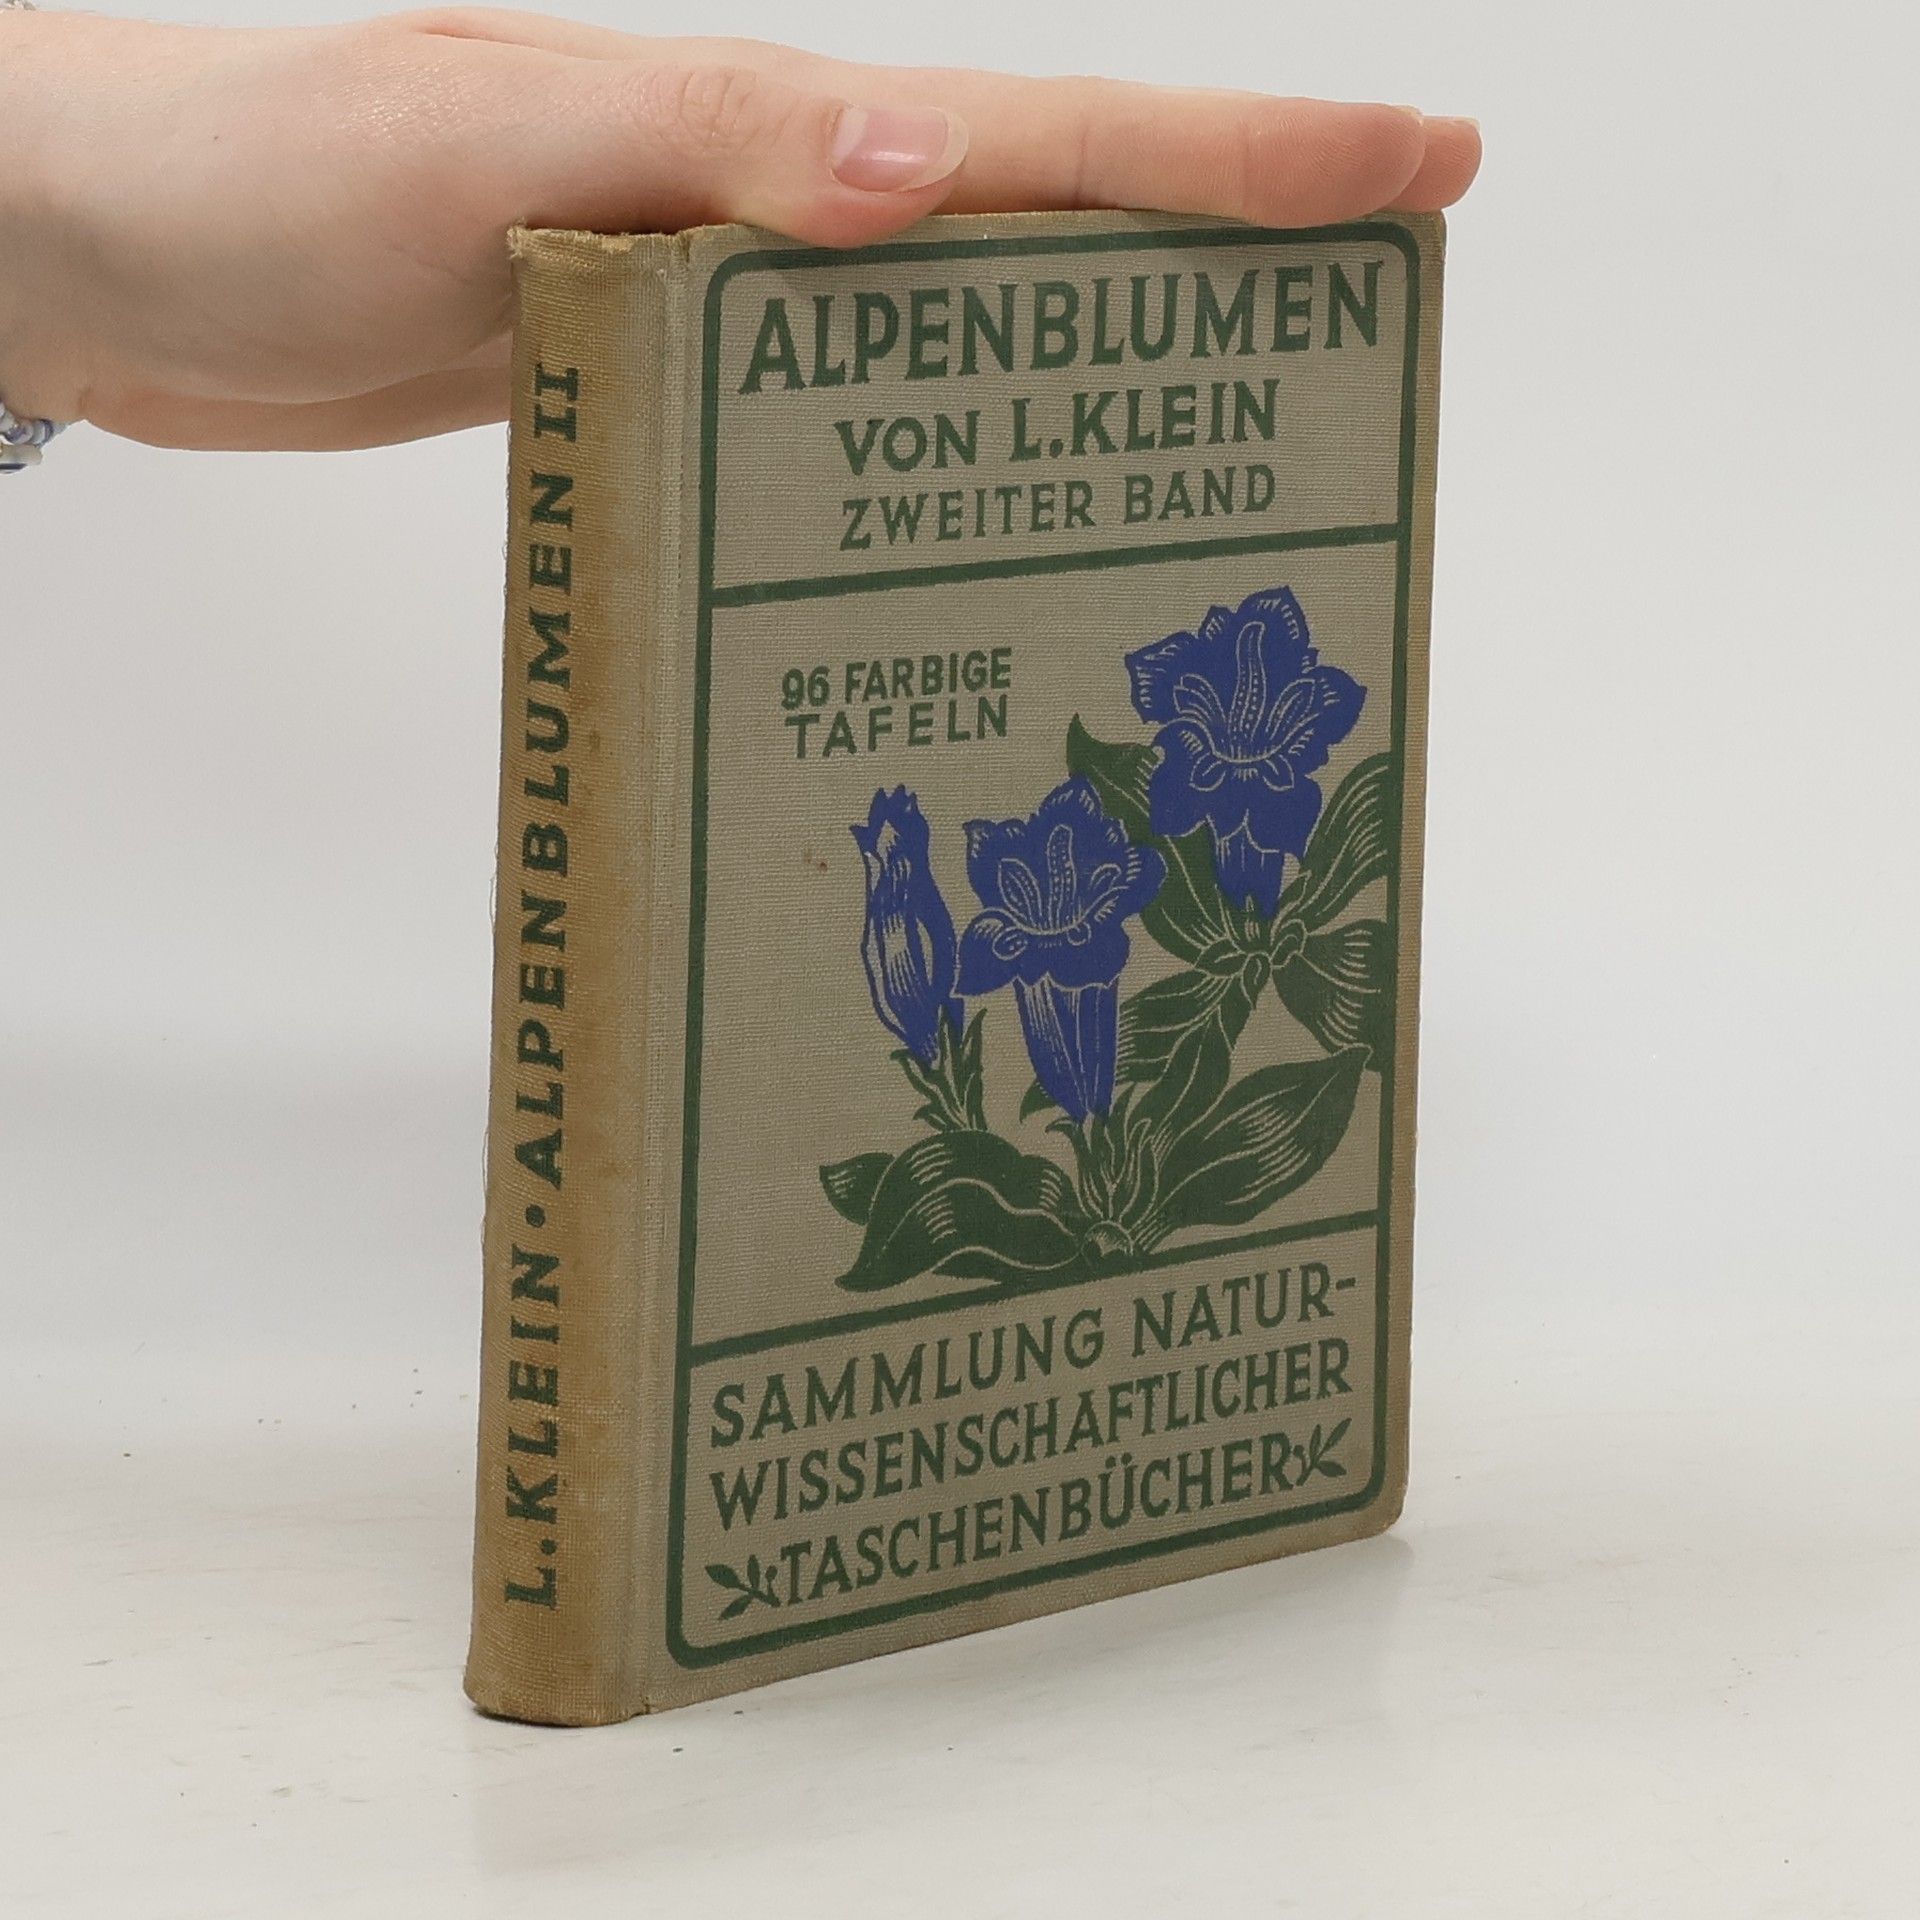 L. KLEIN · ALPENBLUMEN II
ALPENBLUMEN
VON L. KLEIN
ZWEITER BAND
96 FARBIGE
TAFELN
SAMMLUNG NATUR-
WISSENSCHAFTLICHER
TASCHENBÜCHER